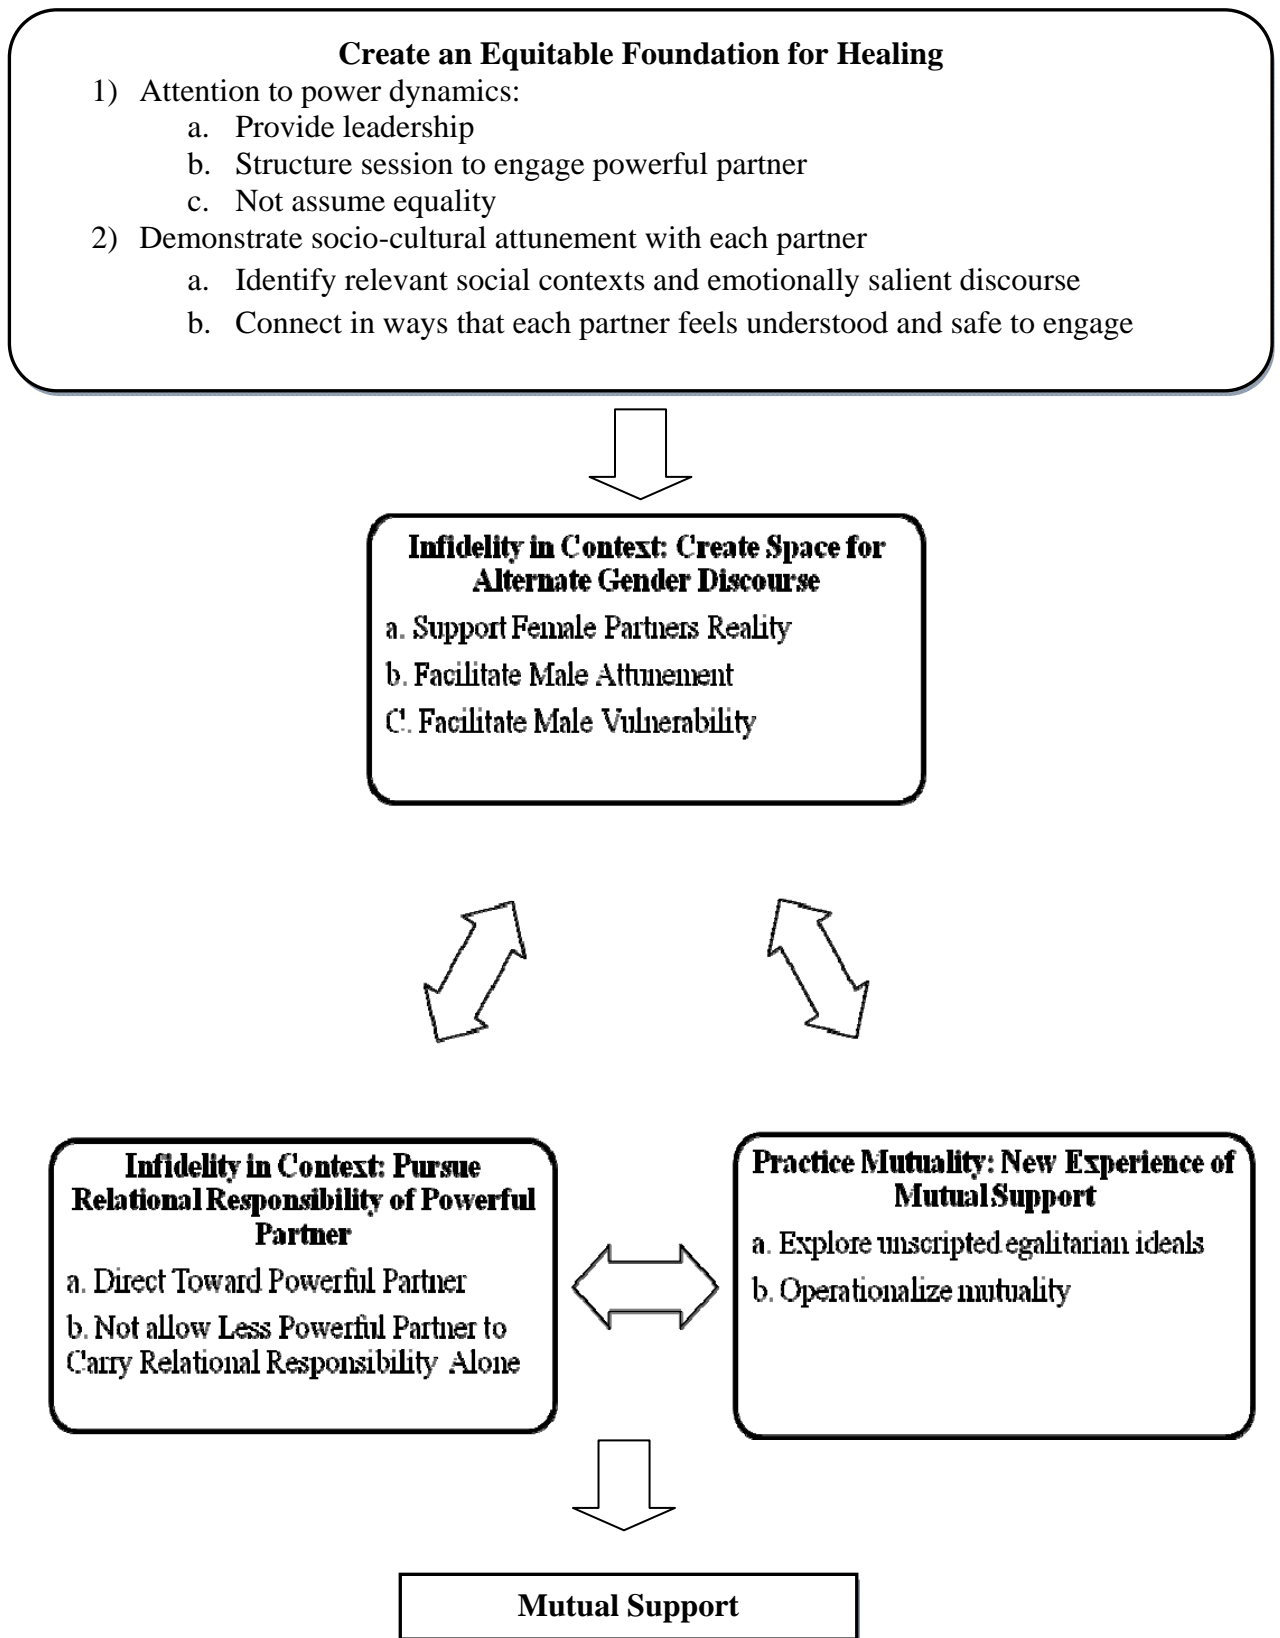 Create an Equitable Foundation for Healing
1) Attention to power dynamics:
a. Provide leadership
b. Structure session to engage powerful partner
c. Not assume equality
2) Demonstrate socio-cultural attunement with each partner
a. Identify relevant social contexts and emotionally salient discourse
b. Connect in ways that each partner feels understood and safe to engage
Infidelity in Context: Create Space for
Alternate Gender Discourse
a. Support Female Partners Reality
b. Facilitate Male Attunement
C. Facilitate Male Vulnerability
Infidelity in Context: Pursue
Relational Responsibility of Powerful
Partner
a. Direct Toward Powerful Partner
b. Not allow Less Powerful Partner to
Carry Relational Responsibility Alone
Practice Mutuality: New Experience of
Mutual Support
a. Explore unscripted egalitarian ideals
b. Operationalize mutuality
Mutual Support